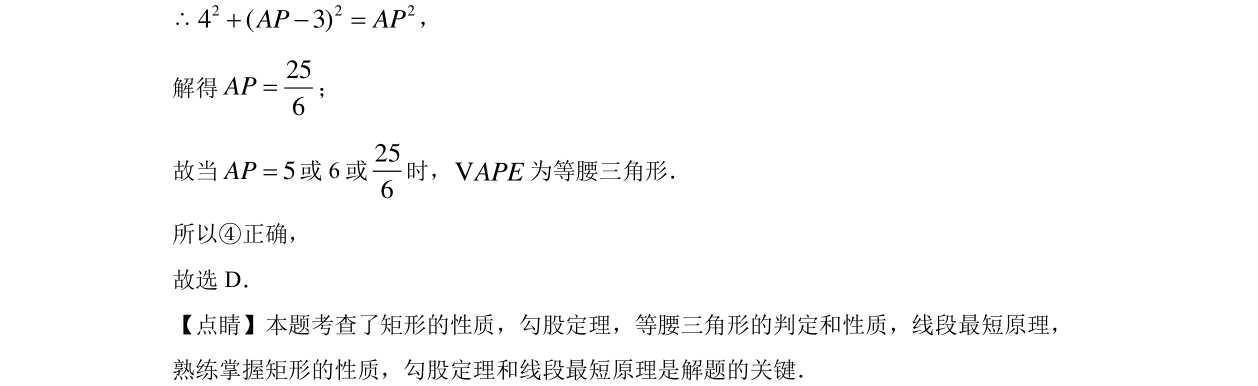 ∴ 4² + (AP − 3)² = AP²，
解得 AP = 25/6；
故当 AP = 5 或 6 或 25/6 时，VAPE 为等腰三角形．
所以④正确，
故选 D．
【点睛】本题考查了矩形的性质，勾股定理，等腰三角形的判定和性质，线段最短原理，
熟练掌握矩形的性质，勾股定理和线段最短原理是解题的关键．